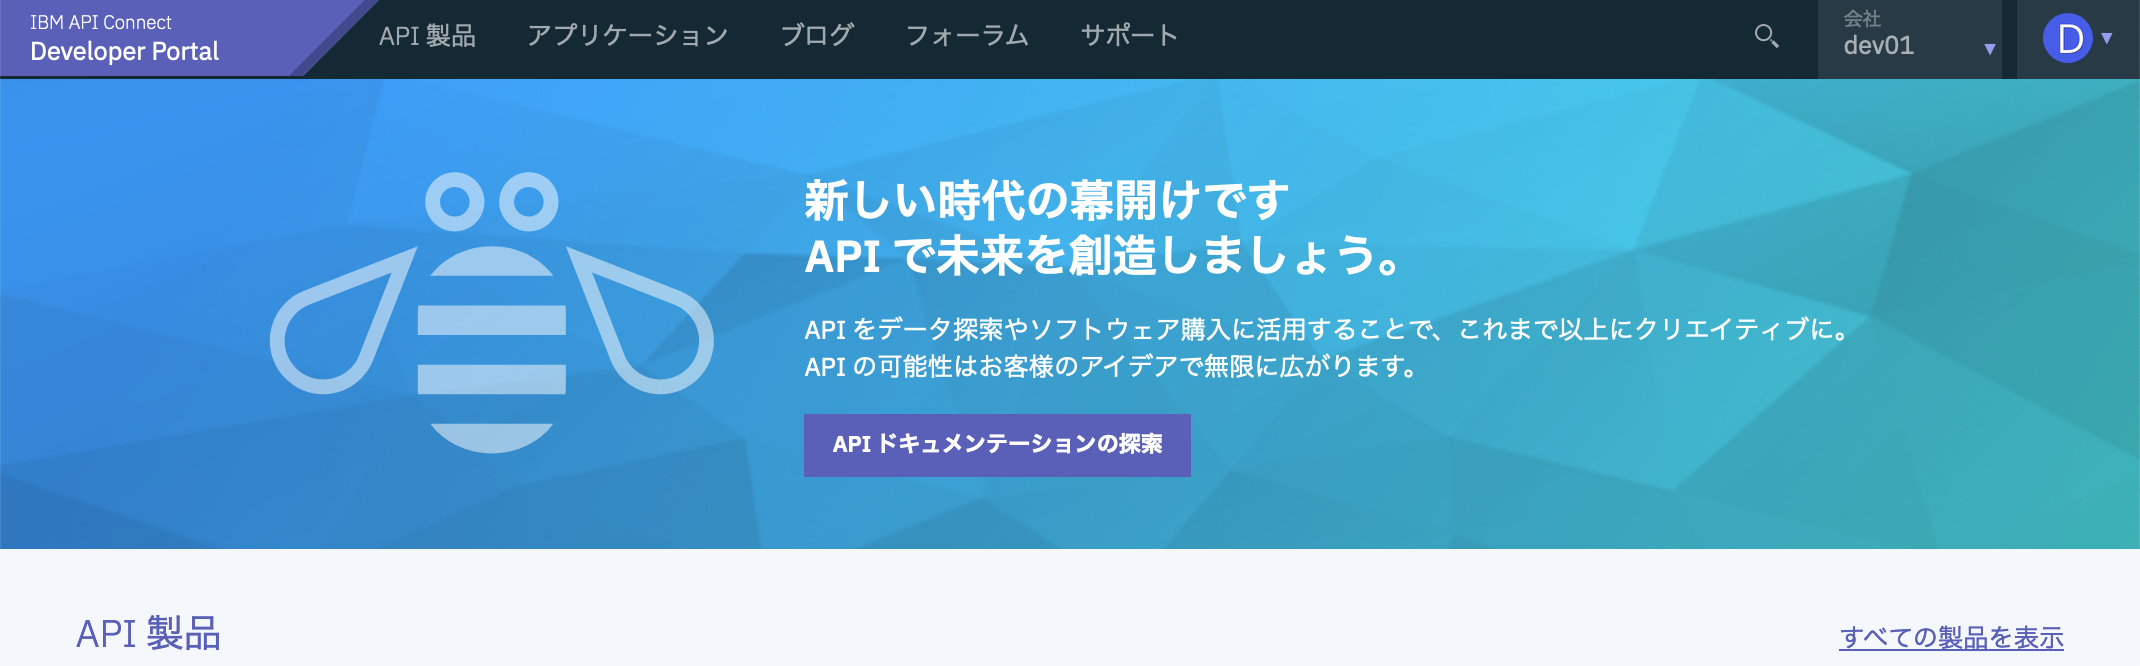 IBM API Connect
Developer Portal
API 製品
アプリケーション
ブログ
フォーラム
サポート
会社
dev01
D
新しい時代の幕開けです
API で未来を創造しましょう。
API をデータ探索やソフトウェア購入に活用することで、これまで以上にクリエイティブに。
API の可能性はお客様のアイデアで無限に広がります。
API ドキュメンテーションの探索
API 製品
すべての製品を表示